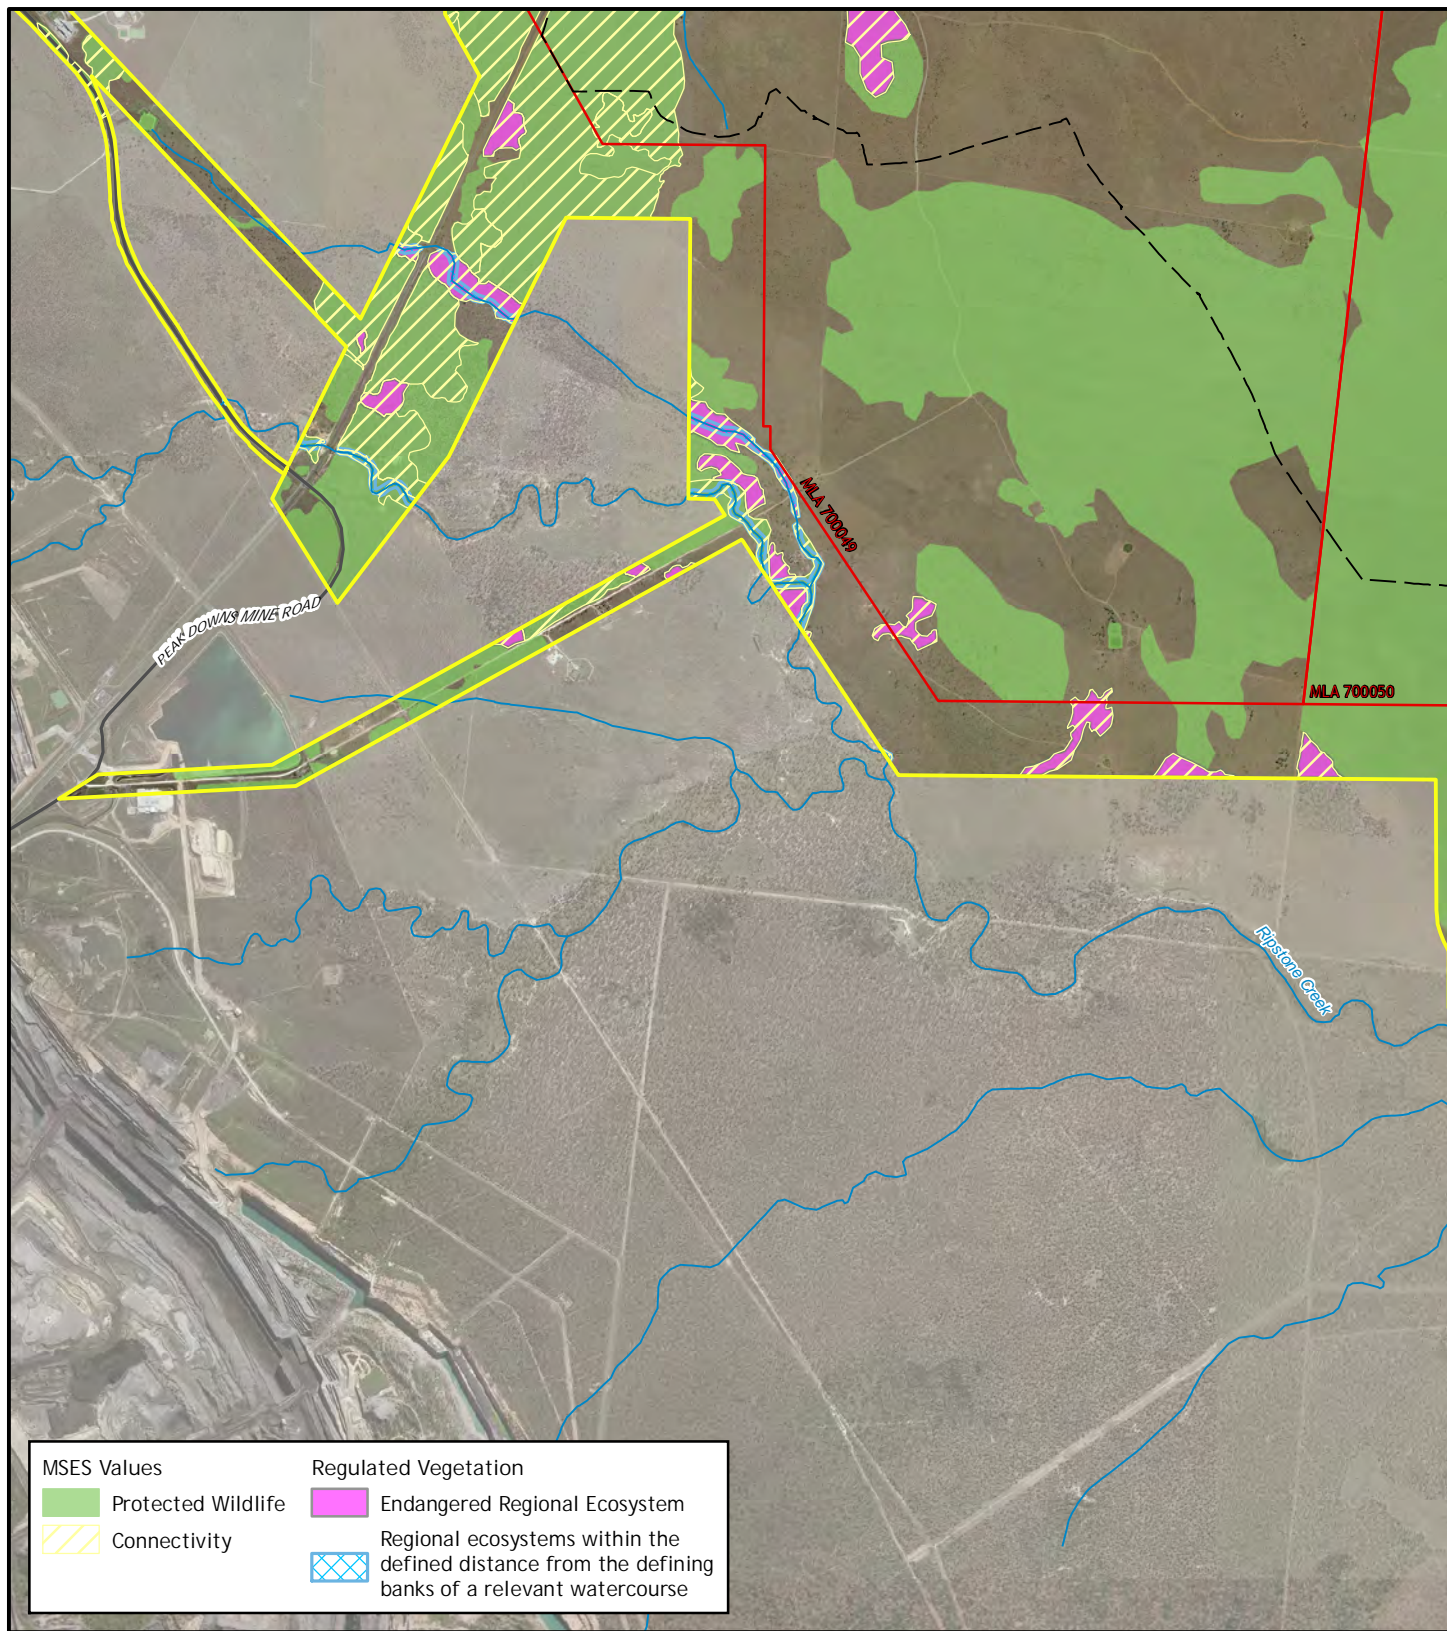 MLA 700049
PEAK DOWNS MINE ROAD
MLA 700050
Ripstone Creek
MSES Values
Protected Wildlife
Connectivity
Regulated Vegetation
Endangered Regional Ecosystem
Regional ecosystems within the
defined distance from the defining
banks of a relevant watercourse